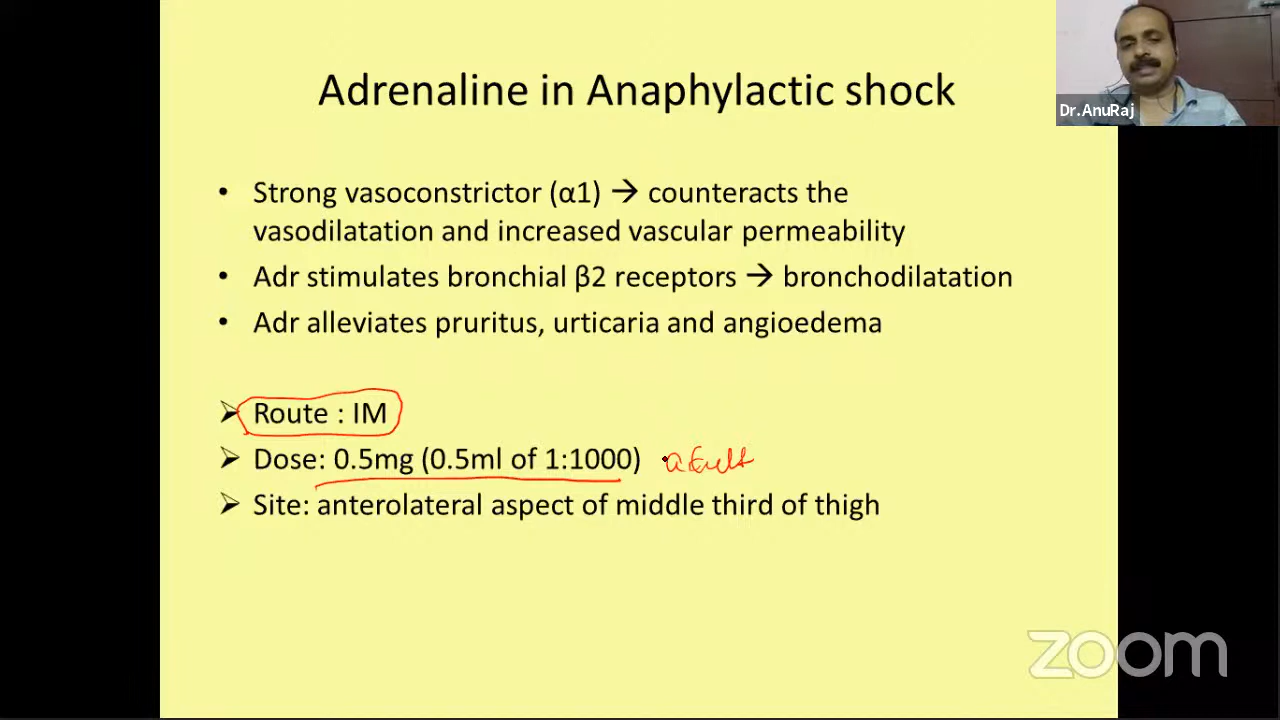 Adrenaline in Anaphylactic shock
Dr.AnuRaj
• Strong vasoconstrictor (α1) → counteracts the
vasodilatation and increased vascular permeability
• Adr stimulates bronchial β2 receptors → bronchodilatation
• Adr alleviates pruritus, urticaria and angioedema
➢ Route : IM
➢ Dose: 0.5mg (0.5ml of 1:1000) adult
➢ Site: anterolateral aspect of middle third of thigh
zoom